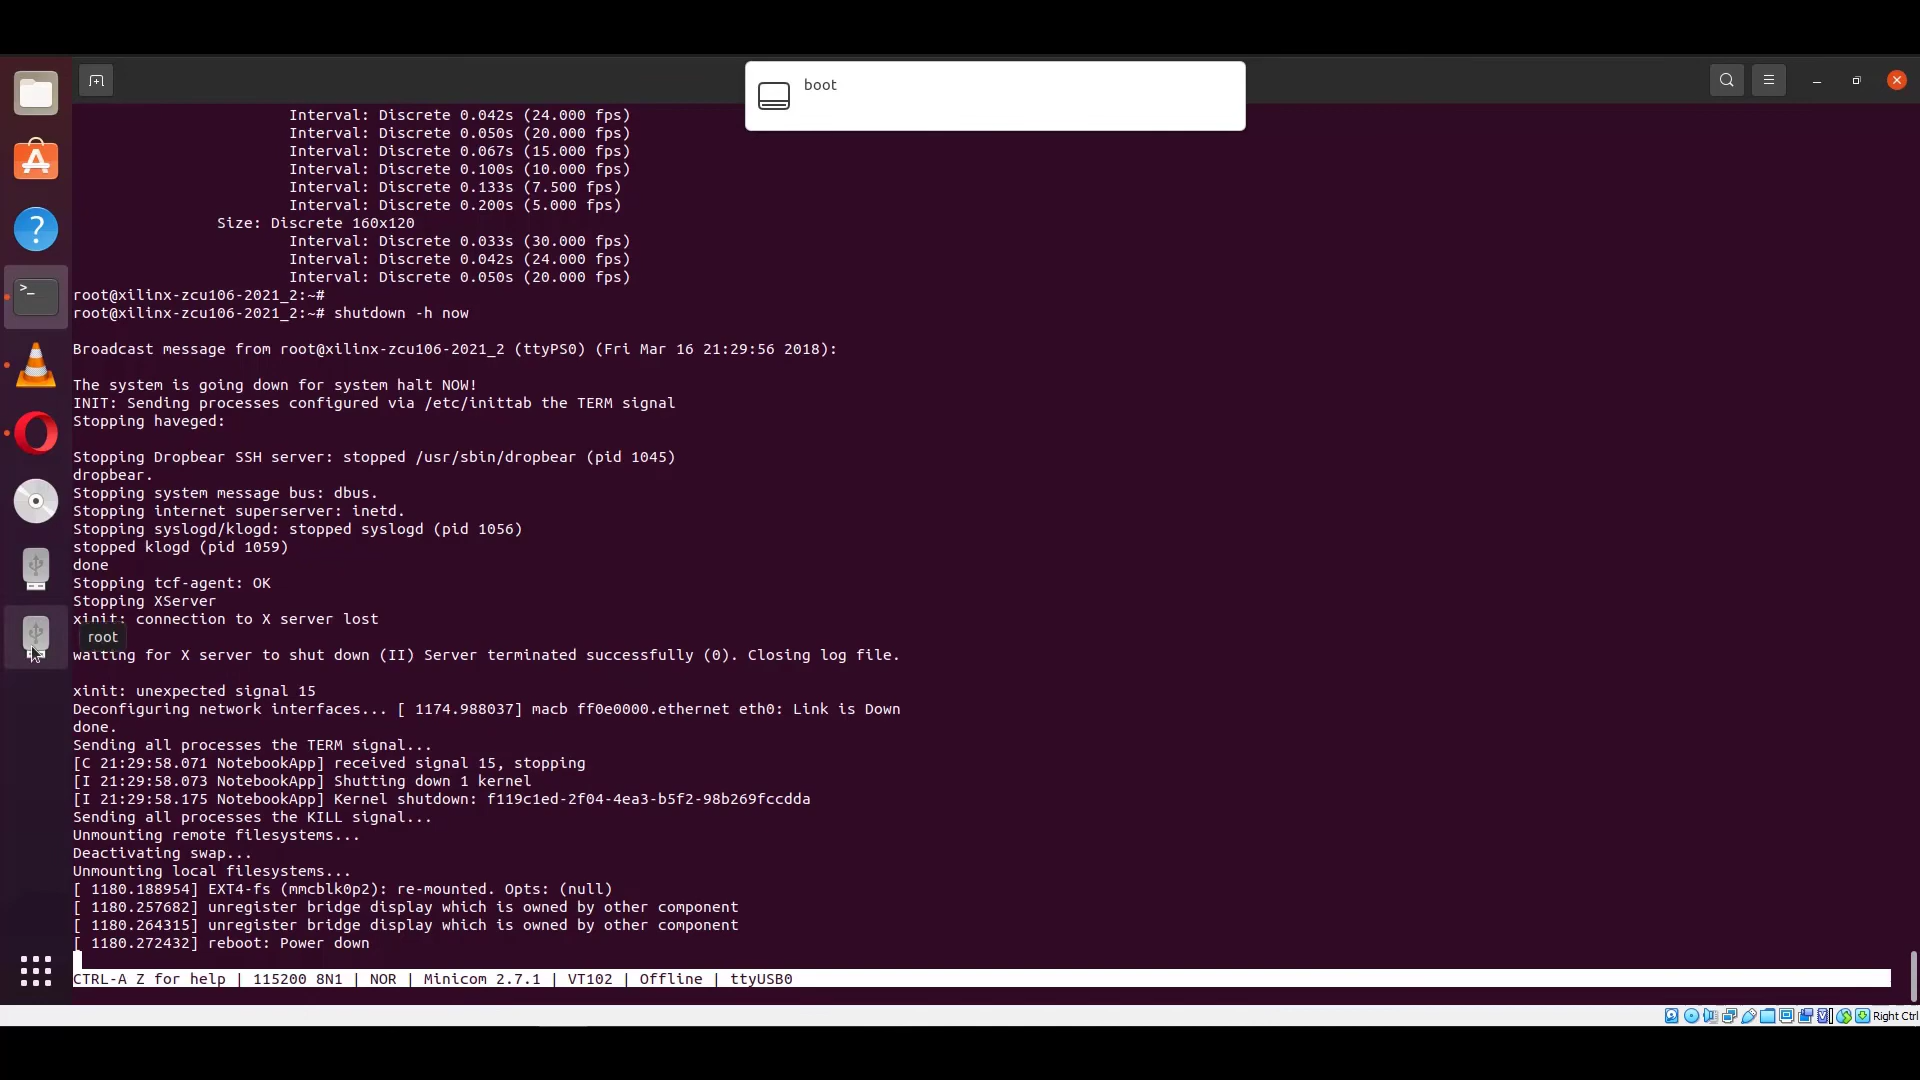 boot
Interval: Discrete 0.042s (24.000 fps)
Interval: Discrete 0.050s (20.000 fps)
Interval: Discrete 0.067s (15.000 fps)
Interval: Discrete 0.100s (10.000 fps)
Interval: Discrete 0.133s (7.500 fps)
Interval: Discrete 0.200s (5.000 fps)
Size: Discrete 160x120
Interval: Discrete 0.033s (30.000 fps)
Interval: Discrete 0.042s (24.000 fps)
Interval: Discrete 0.050s (20.000 fps)
root@xilinx-zcu106-2021_2:~#
root@xilinx-zcu106-2021_2:~# shutdown -h now
Broadcast message from root@xilinx-zcu106-2021_2 (ttyPS0) (Fri Mar 16 21:29:56 2018):
The system is going down for system halt NOW!
INIT: Sending processes configured via /etc/inittab the TERM signal
Stopping haveged:
Stopping Dropbear SSH server: stopped /usr/sbin/dropbear (pid 1045)
dropbear.
Stopping system message bus: dbus.
Stopping internet superserver: inetd.
Stopping syslogd/klogd: stopped syslogd (pid 1056)
stopped klogd (pid 1059)
done
Stopping tcf-agent: OK
Stopping XServer
xinit: connection to X server lost
root
waiting for X server to shut down (II) Server terminated successfully (0). Closing log file.
xinit: unexpected signal 15
Deconfiguring network interfaces... [ 1174.988037] macb ff0e0000.ethernet eth0: Link is Down
done.
Sending all processes the TERM signal...
[C 21:29:58.071 NotebookApp] received signal 15, stopping
[I 21:29:58.073 NotebookApp] Shutting down 1 kernel
[I 21:29:58.175 NotebookApp] Kernel shutdown: f119c1ed-2f04-4ea3-b5f2-98b269fccdda
Sending all processes the KILL signal...
Unmounting remote filesystems...
Deactivating swap...
Unmounting local filesystems...
[ 1180.188954] EXT4-fs (mmcblk0p2): re-mounted. Opts: (null)
[ 1180.257682] unregister bridge display which is owned by other component
[ 1180.264315] unregister bridge display which is owned by other component
[ 1180.272432] reboot: Power down
CTRL-A Z for help | 115200 8N1 | NOR | Minicom 2.7.1 | VT102 | Offline | ttyUSB0
Right Ctrl